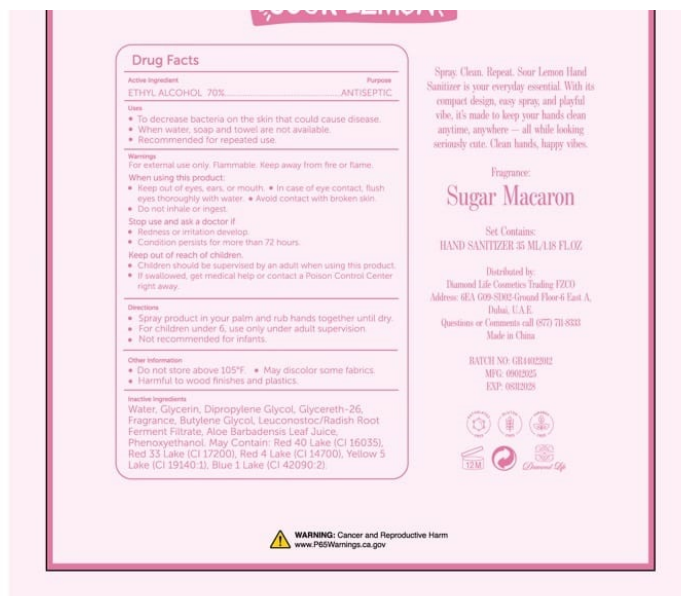 SOUR LEMON
Drug Facts
Active Ingredient Purpose
ETHYL ALCOHOL 70%........................................ANTISEPTIC
Uses
• To decrease bacteria on the skin that could cause disease.
• When water, soap and towel are not available.
• Recommended for repeated use.
Warnings
For external use only. Flammable. Keep away from fire or flame.
When using this product:
• Keep out of eyes, ears, or mouth. • In case of eye contact, flush
eyes thoroughly with water. • Avoid contact with broken skin
• Do not inhale or ingest.
Stop use and ask a doctor if
• Redness or irritation develop.
• Condition persists for more than 72 hours.
Keep out of reach of children.
• Children should be supervised by an adult when using this product.
• If swallowed, get medical help or contact a Poison Control Center
right away.
Directions
• Spray product in your palm and rub hands together until dry.
• For children under 6, use only under adult supervision.
• Not recommended for infants.
Other Information
• Do not store above 105°F. • May discolor some fabrics.
• Harmful to wood finishes and plastics.
Inactive Ingredients
Water, Glycerin, Dipropylene Glycol, Glycereth-26,
Fragrance, Butylene Glycol, Leuconostoc/Radish Root
Ferment Filtrate, Aloe Barbadensis Leaf Juice,
Phenoxyethanol. May Contain: Red 40 Lake (CI 16035),
Red 33 Lake (CI 17200), Red 4 Lake (CI 14700), Yellow 5
Lake (CI 19140:1), Blue 1 Lake (CI 42090:2)
Spray. Clean. Repeat. Sour Lemon Hand
Sanitizer is your everyday essential. With its
compact design, easy spray, and playful
vibe, it's made to keep your hands clean
anytime, anywhere — all while looking
seriously cute. Clean hands, happy vibes.
Fragrance:
Sugar Macaron
Set Contains:
HAND SANITIZER 35 ML/1.18 FL.OZ
Distributed by:
Diamond Life Cosmetics Trading FZCO
Address: 6EA G09-SD02-Ground Floor-6 East A,
Dubai, U.A.E.
Questions or Comments call (877) 711-8333
Made in China
BATCH NO: GR44022012
MFG: 09012025
EXP: 08312028
12M
Diamond Life
WARNING: Cancer and Reproductive Harm
www.P65Warnings.ca.gov